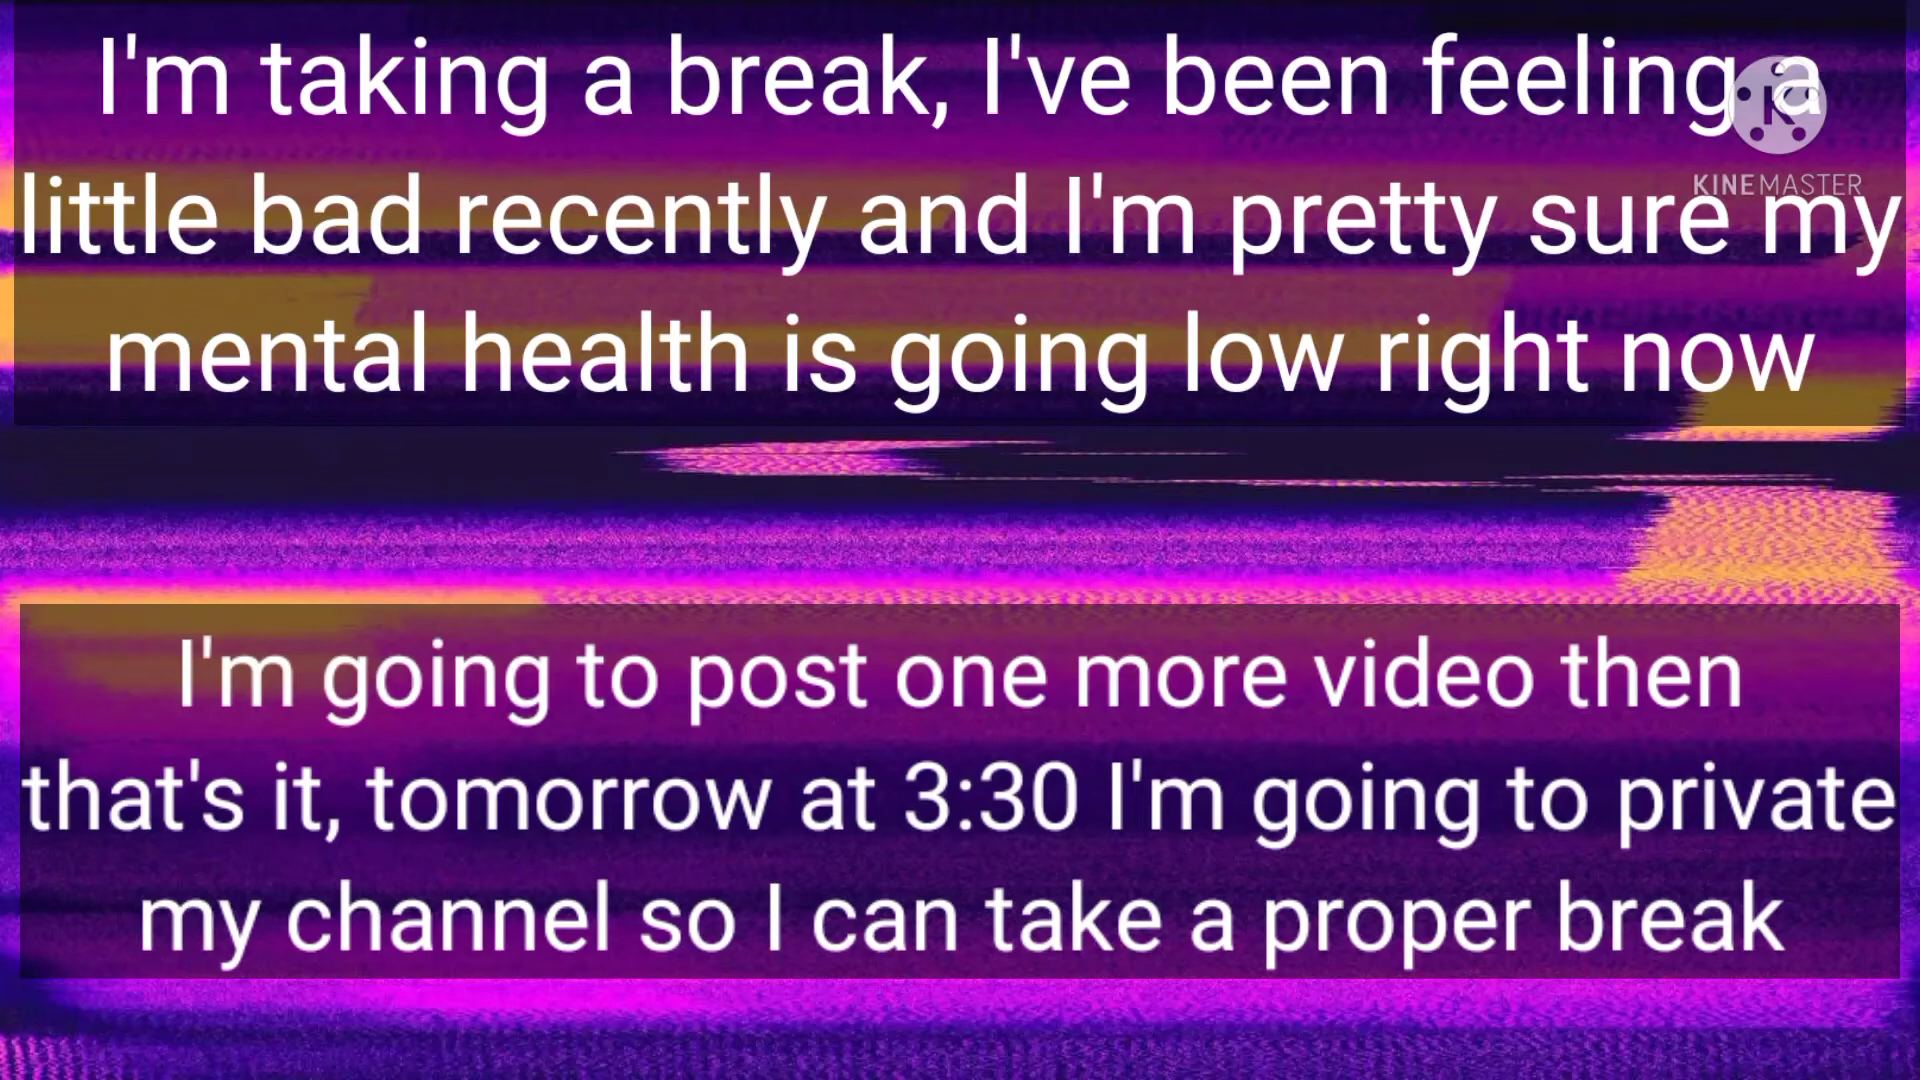 I'm taking a break, I've been feeling a
KINEMASTER
little bad recently and I'm pretty sure my
mental health is going low right now
I'm going to post one more video then
that's it, tomorrow at 3:30 I'm going to private
my channel so I can take a proper break